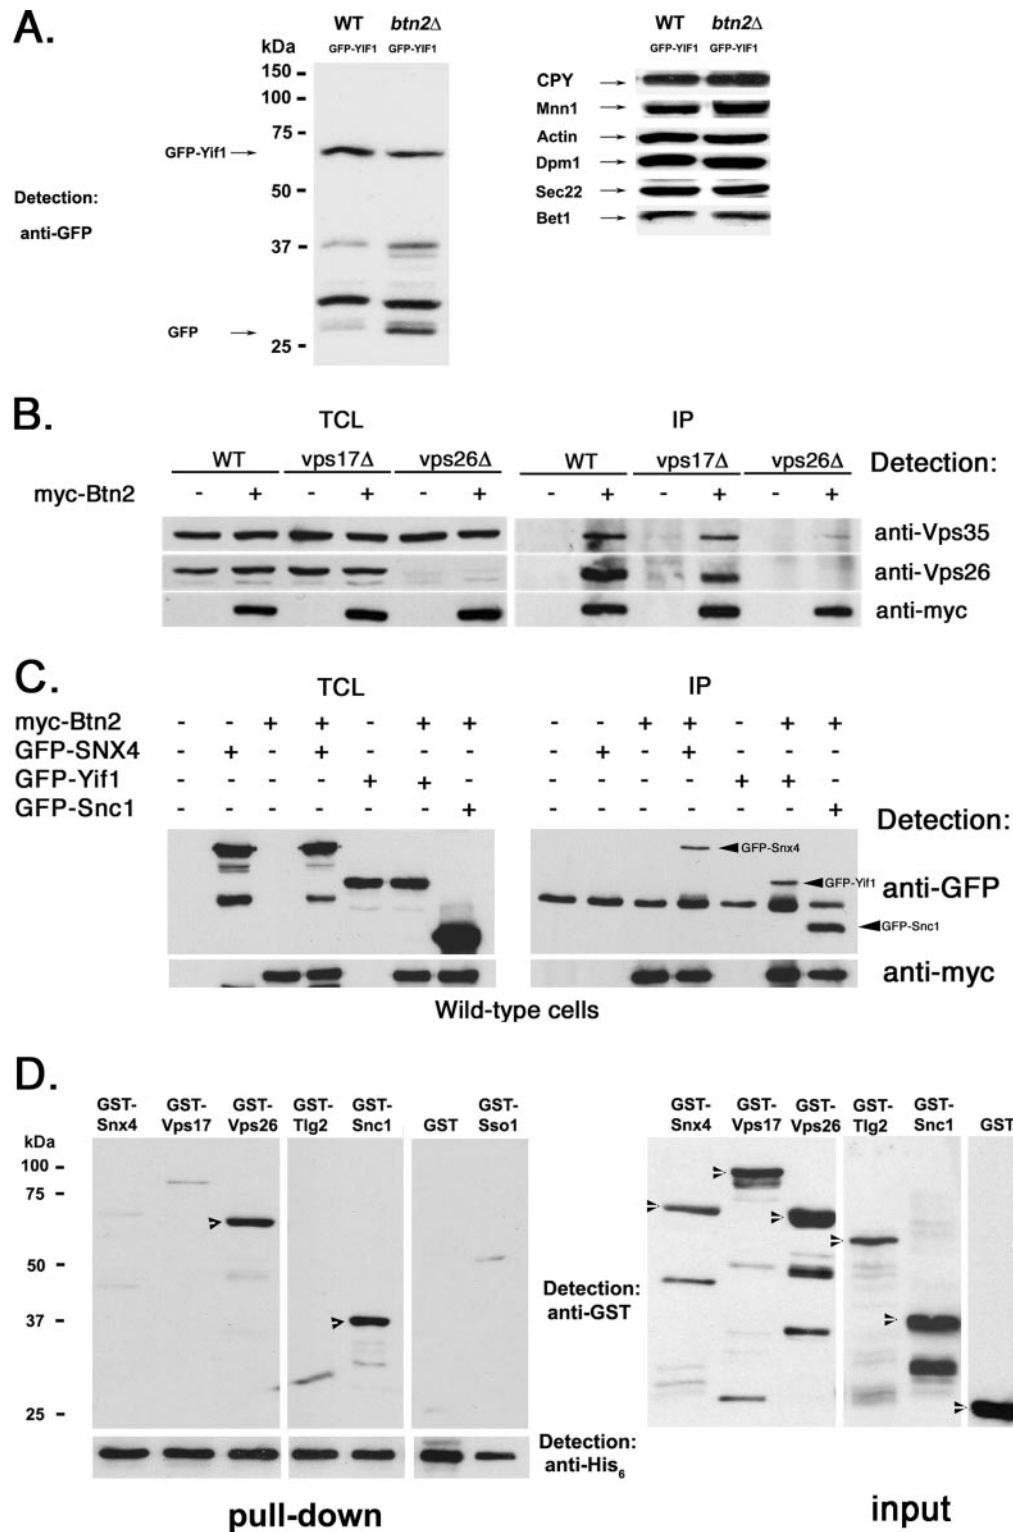 A.
WT btn2Δ
kDa GFP-YIF1 GFP-YIF1
150
100
75
GFP-Yif1
50
Detection:
anti-GFP
37
GFP
25
WT btn2Δ
GFP-YIF1 GFP-YIF1
CPY
Mnn1
Actin
Dpm1
Sec22
Bet1
B.
TCL IP
WT vps17Δ vps26Δ WT vps17Δ vps26Δ Detection:
myc-Btn2 - + - + - + - + - + - +
anti-Vps35
anti-Vps26
anti-myc
C.
TCL IP
myc-Btn2 - - + + - + + - - + + - + +
GFP-SNX4 - + - + - - - - + - + - - -
GFP-Yif1 - - - - + + - - - - - + + -
GFP-Snc1 - - - - - - + - - - - - - +
Detection:
GFP-Snx4
GFP-Yif1
anti-GFP
GFP-Snc1
anti-myc
Wild-type cells
D.
GST-Snx4 GST-Vps17 GST-Vps26 GST-Tlg2 GST-Snc1 GST GST-Sso1
kDa
100
75
50
37
25
Detection:
anti-His6
pull-down
GST-Snx4 GST-Vps17 GST-Vps26 GST-Tlg2 GST-Snc1 GST
Detection:
anti-GST
input